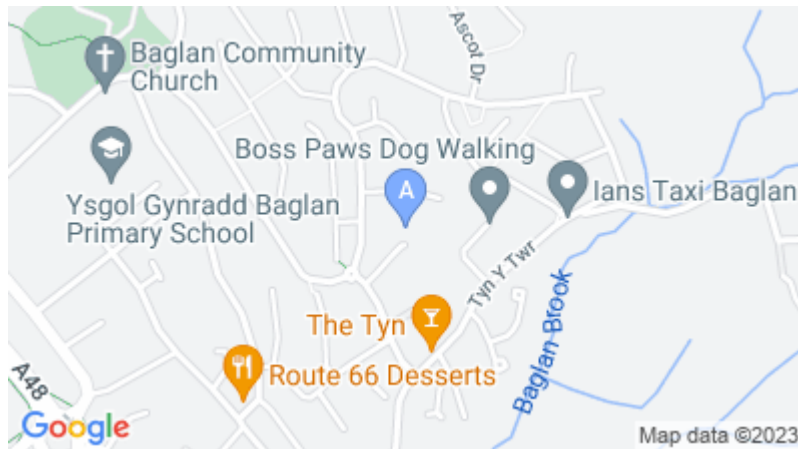 Ascot Dr
Baglan Community
Church
Boss Paws Dog Walking
A
Ians Taxi Baglan
Ysgol Gynradd Baglan
Primary School
Tyn Y Twr
Baglan Brook
The Tyn
Route 66 Desserts
A48
Google
Map data ©2023